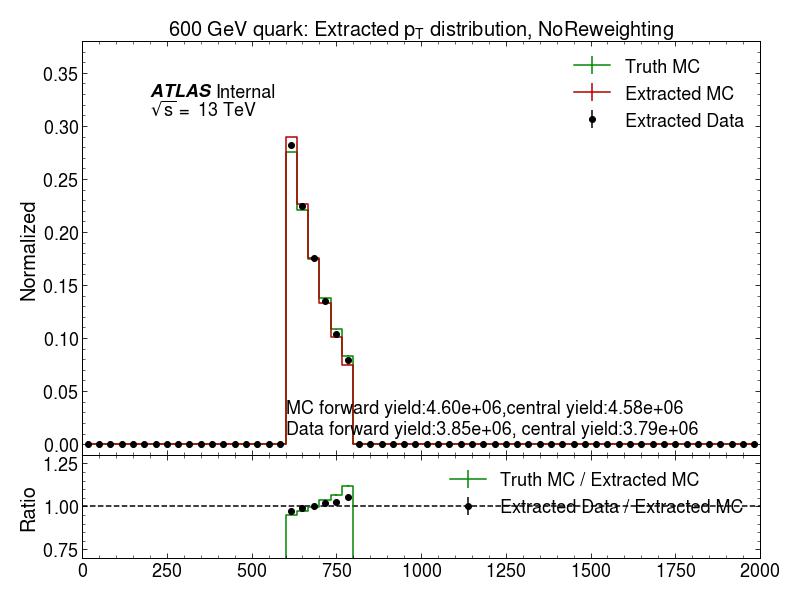 600 GeV quark: Extracted pT distribution, NoReweighting
ATLAS Internal
√s = 13 TeV
Truth MC
Extracted MC
Extracted Data
Normalized
0.35
0.30
0.25
0.20
0.15
0.10
0.05
0.00
MC forward yield:4.60e+06,central yield:4.58e+06
Data forward yield:3.85e+06, central yield:3.79e+06
Ratio
1.25
1.00
0.75
Truth MC / Extracted MC
Extracted Data / Extracted MC
0 250 500 750 1000 1250 1500 1750 2000